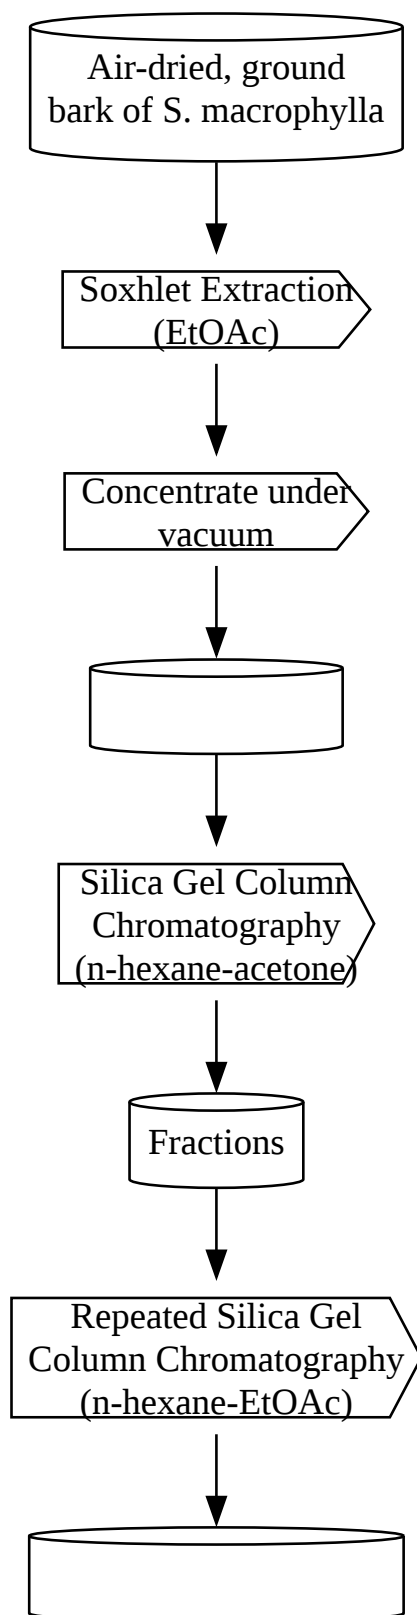 Air-dried, ground
bark of S. macrophylla
Soxhlet Extraction
(EtOAc)
Concentrate under
vacuum
Silica Gel Column
Chromatography
(n-hexane-acetone)
Fractions
Repeated Silica Gel
Column Chromatography
(n-hexane-EtOAc)